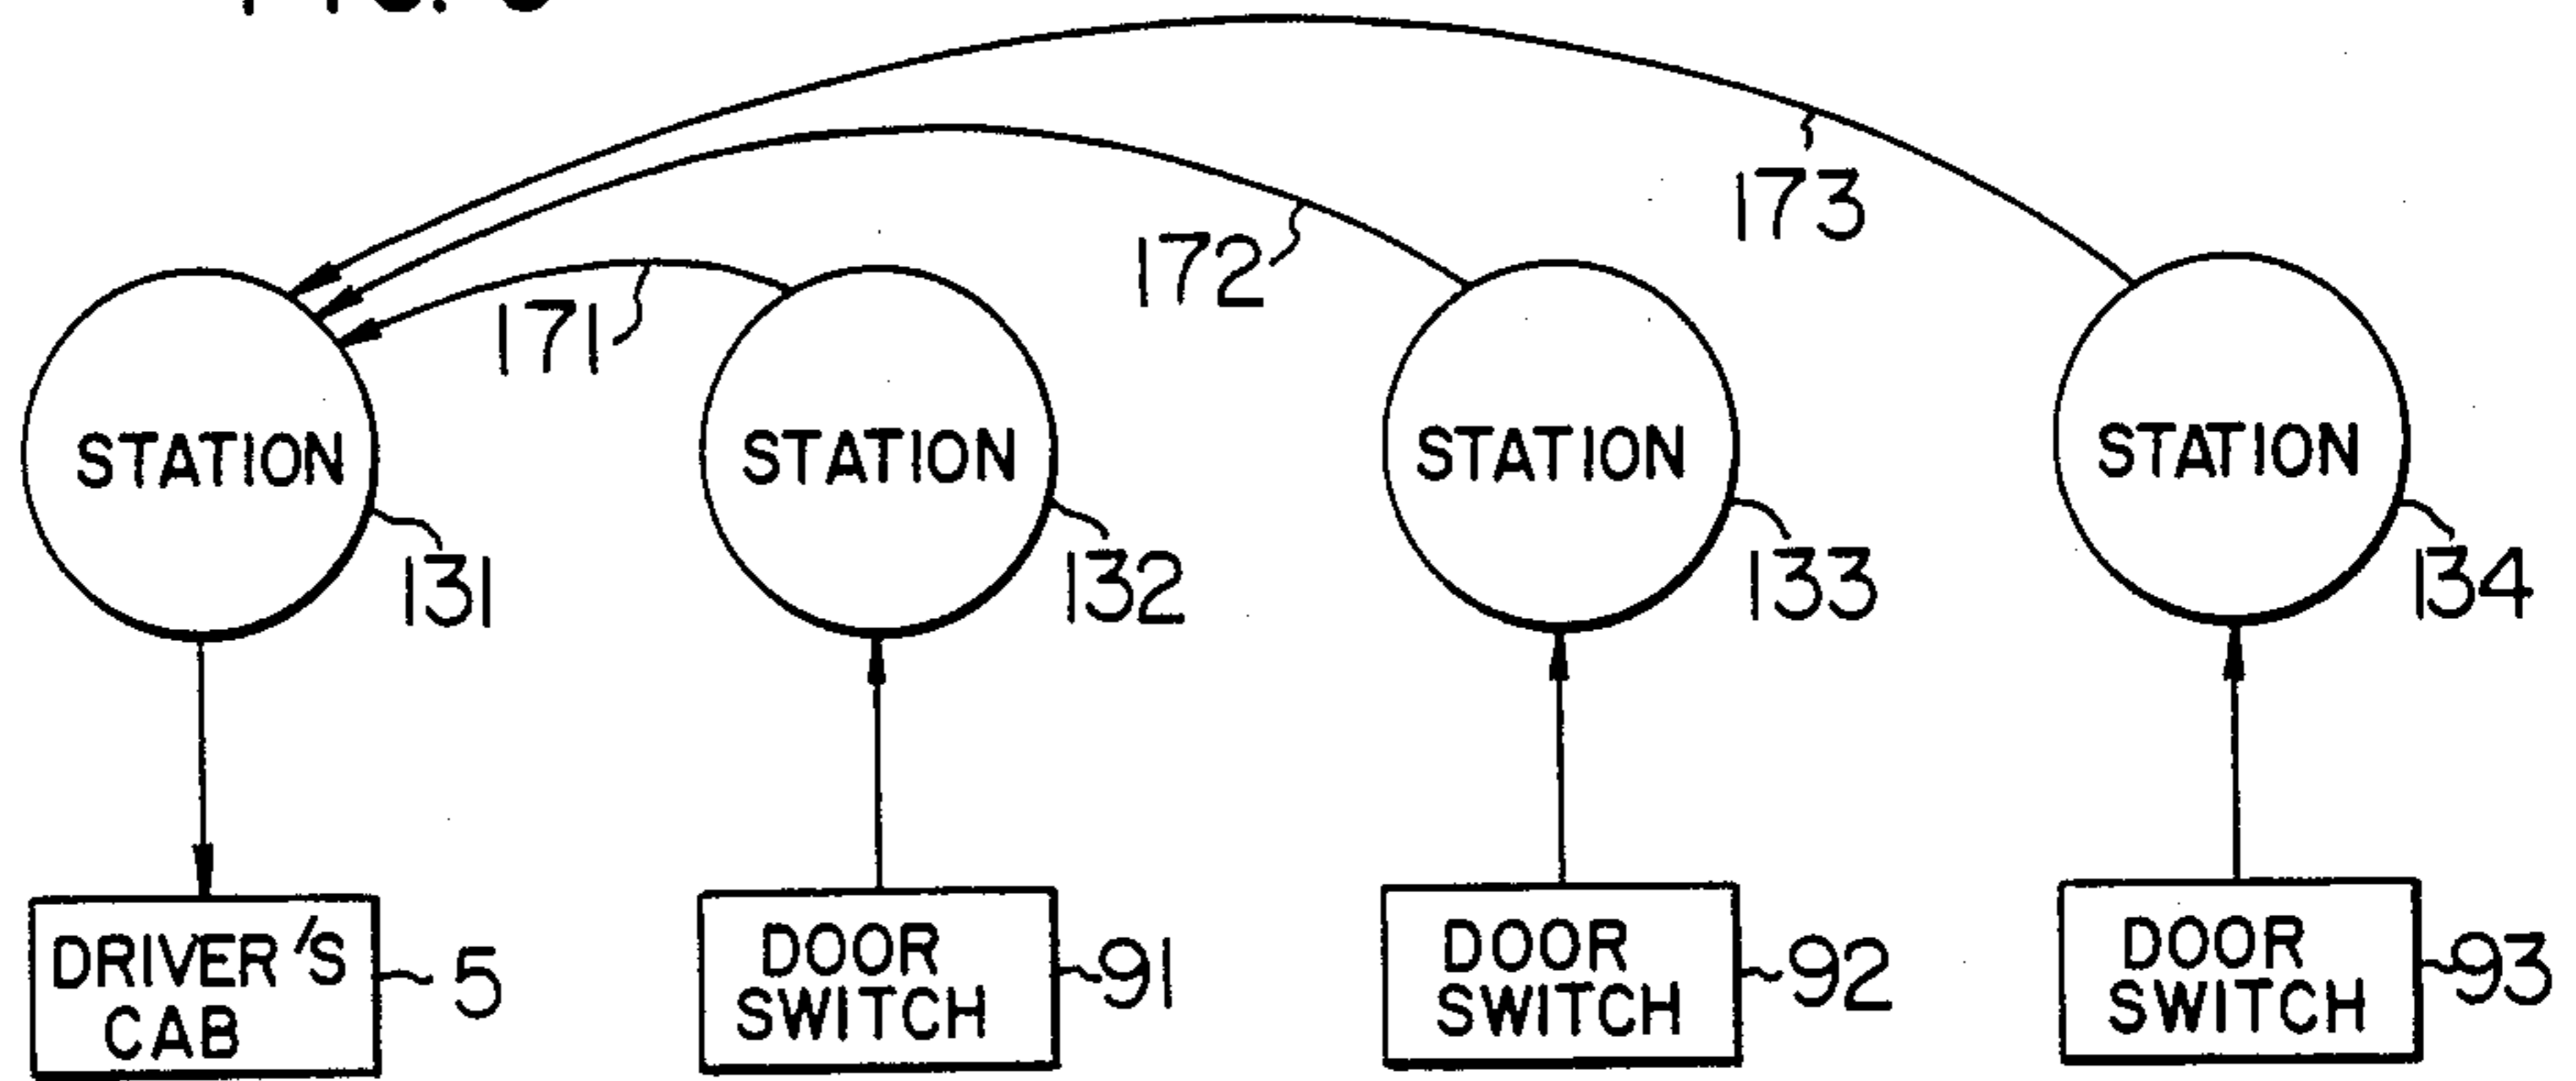 173
172
171
STATION
STATION
STATION
STATION
131
132
133
134
DRIVER'S
CAB
5
DOOR
SWITCH
91
DOOR
SWITCH
92
DOOR
SWITCH
93